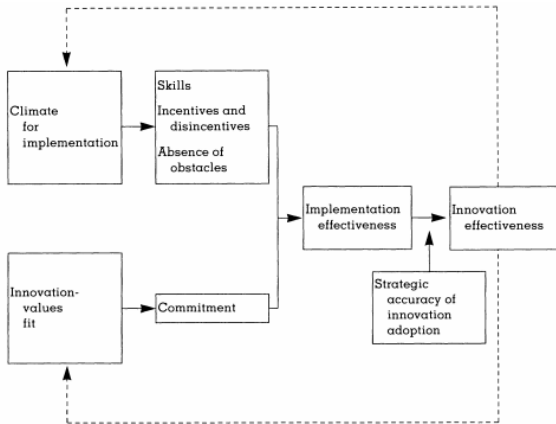 Climate
for
implementation
Skills
Incentives and
disincentives
Absence of
obstacles
Implementation
effectiveness
Innovation
effectiveness
Innovation-
values
fit
Commitment
Strategic
accuracy of
innovation
adoption